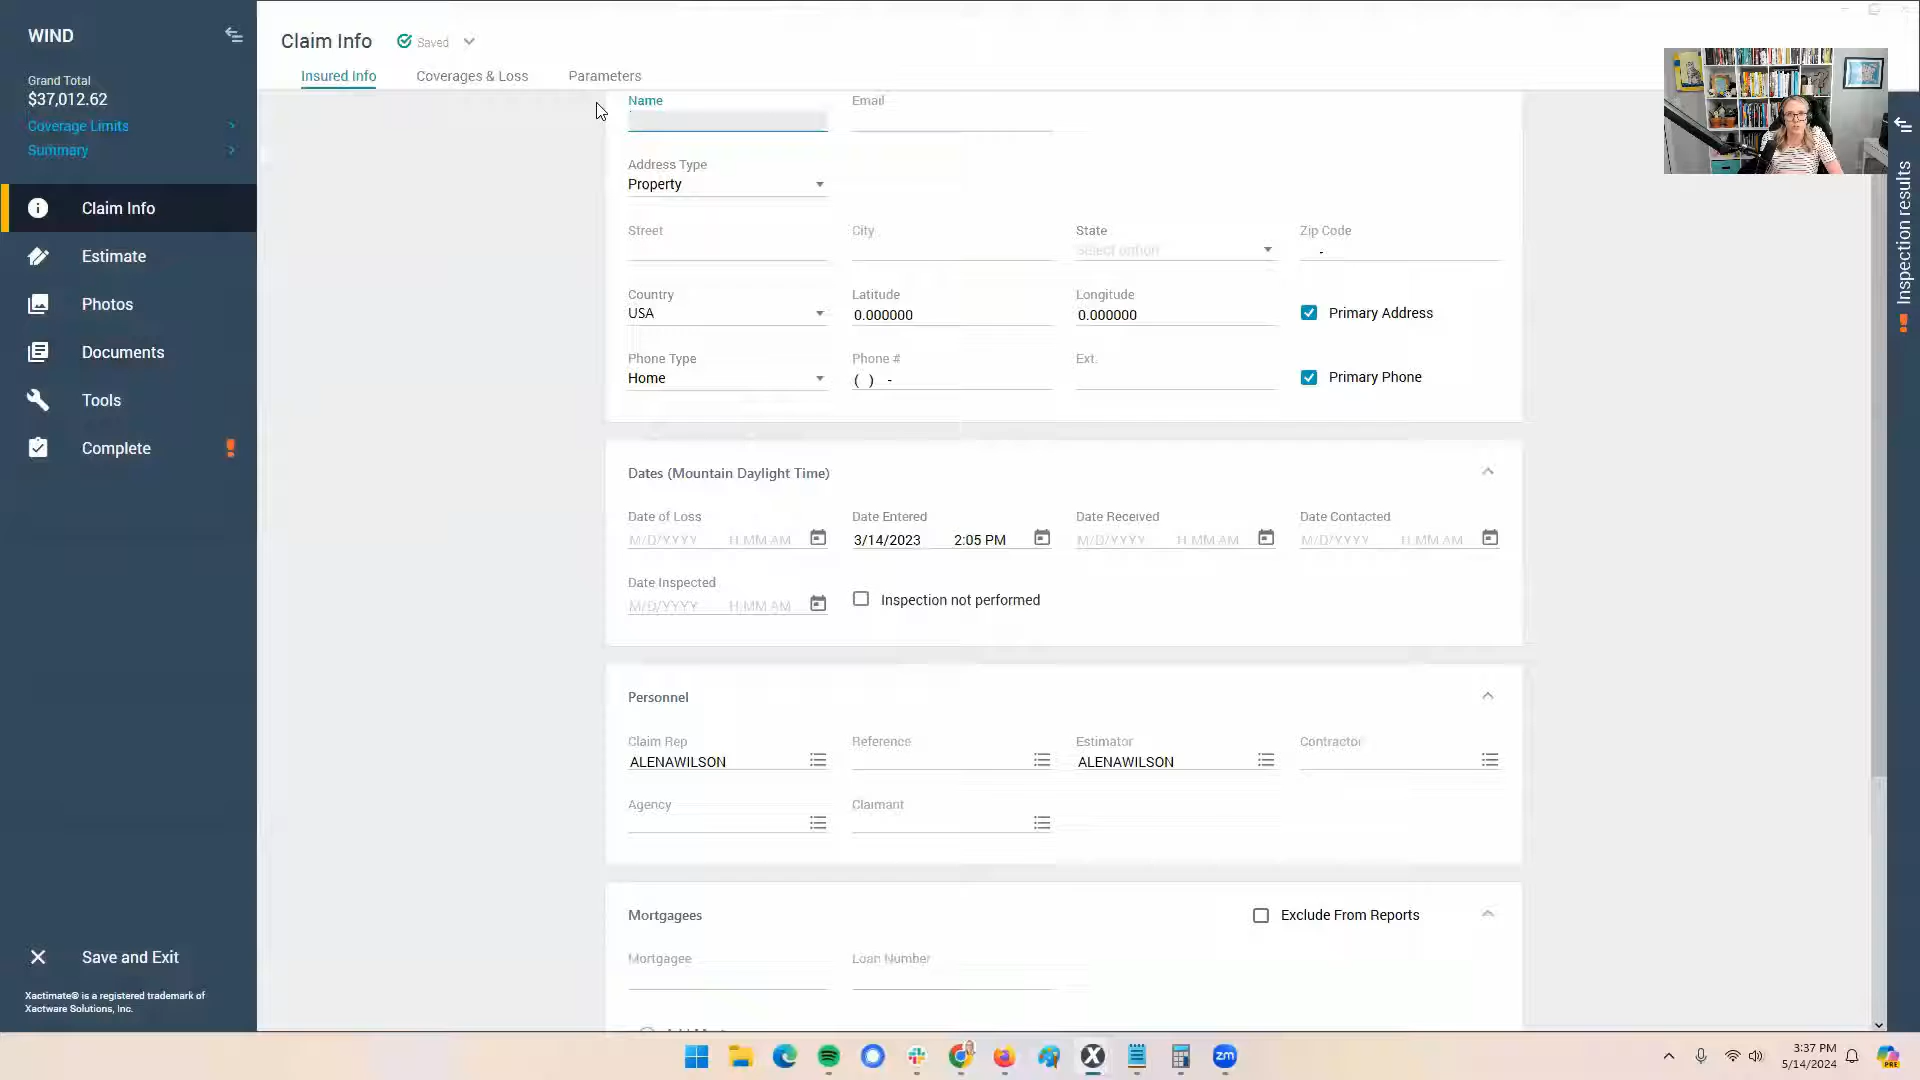 WIND
Grand Total
$37,012.62
Coverage Limits
Summary
Claim Info
Estimate
Photos
Documents
Tools
Complete
Save and Exit
Xactimate® is a registered trademark of
Xactware Solutions, Inc.
Claim Info
Saved
Insured Info
Coverages & Loss
Parameters
Name
Email
Address Type
Property
Street
City
State
Select option
Zip Code
-
Country
USA
Latitude
0.000000
Longitude
0.000000
Primary Address
Phone Type
Home
Phone #
( ) -
Ext.
Primary Phone
Dates (Mountain Daylight Time)
Date of Loss
M/D/YYYY H:MM AM
Date Entered
3/14/2023 2:05 PM
Date Received
M/D/YYYY H:MM AM
Date Contacted
M/D/YYYY H:MM AM
Date Inspected
M/D/YYYY H:MM AM
Inspection not performed
Personnel
Claim Rep
ALENAWILSON
Reference
Estimator
ALENAWILSON
Contractor
Agency
Claimant
Mortgagees
Exclude From Reports
Mortgagee
Loan Number
Inspection results
zm
3:37 PM
5/14/2024
PRE